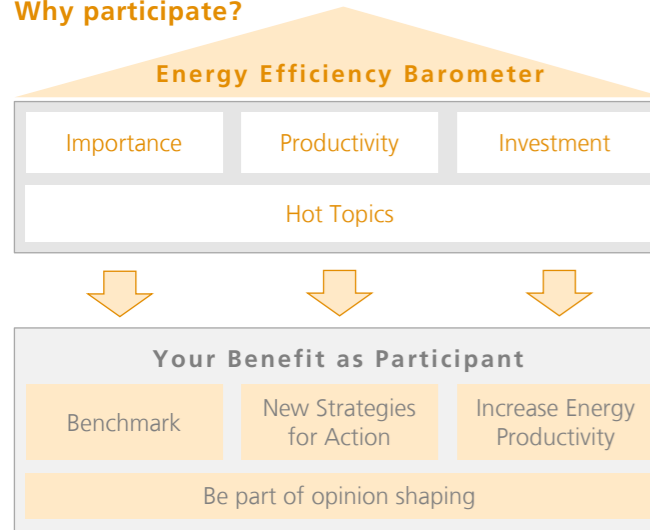 Why participate?
Energy Efficiency Barometer
Importance
Productivity
Investment
Hot Topics
Your Benefit as Participant
Benchmark
New Strategies
for Action
Increase Energy
Productivity
Be part of opinion shaping